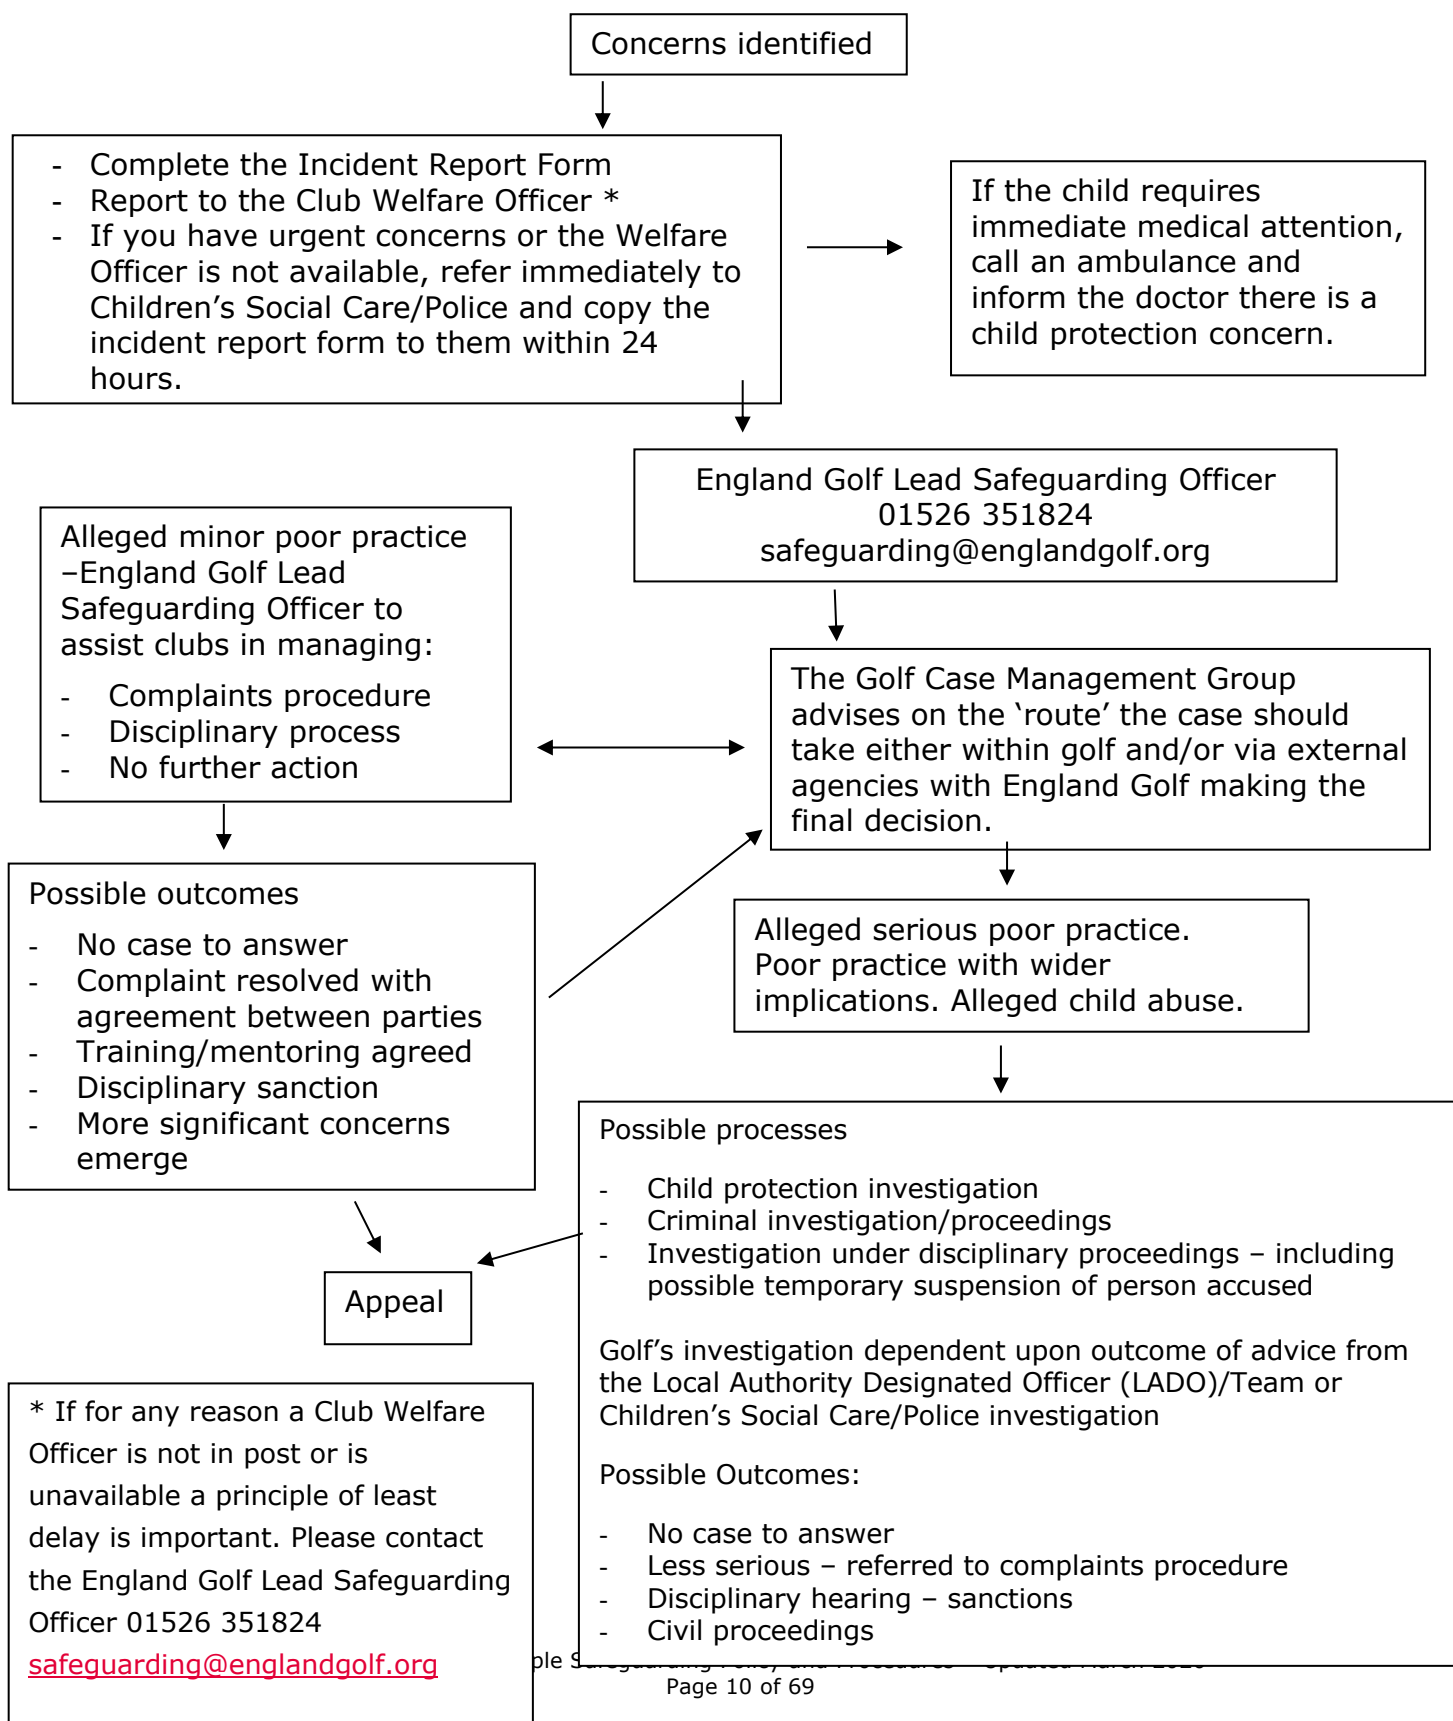 Concerns identified
- Complete the Incident Report Form
- Report to the Club Welfare Officer *
- If you have urgent concerns or the Welfare
Officer is not available, refer immediately to
Children’s Social Care/Police and copy the
incident report form to them within 24
hours.
If the child requires
immediate medical attention,
call an ambulance and
inform the doctor there is a
child protection concern.
England Golf Lead Safeguarding Officer
01526 351824
safeguarding@englandgolf.org
Alleged minor poor practice
–England Golf Lead
Safeguarding Officer to
assist clubs in managing:
- Complaints procedure
- Disciplinary process
- No further action
The Golf Case Management Group
advises on the ‘route’ the case should
take either within golf and/or via external
agencies with England Golf making the
final decision.
Possible outcomes
- No case to answer
- Complaint resolved with
agreement between parties
- Training/mentoring agreed
- Disciplinary sanction
- More significant concerns
emerge
Alleged serious poor practice.
Poor practice with wider
implications. Alleged child abuse.
Possible processes
- Child protection investigation
- Criminal investigation/proceedings
- Investigation under disciplinary proceedings – including
possible temporary suspension of person accused
Golf’s investigation dependent upon outcome of advice from
the Local Authority Designated Officer (LADO)/Team or
Children’s Social Care/Police investigation
Possible Outcomes:
- No case to answer
- Less serious – referred to complaints procedure
- Disciplinary hearing – sanctions
- Civil proceedings
Appeal
* If for any reason a Club Welfare
Officer is not in post or is
unavailable a principle of least
delay is important. Please contact
the England Golf Lead Safeguarding
Officer 01526 351824
safeguarding@englandgolf.org
Page 10 of 69